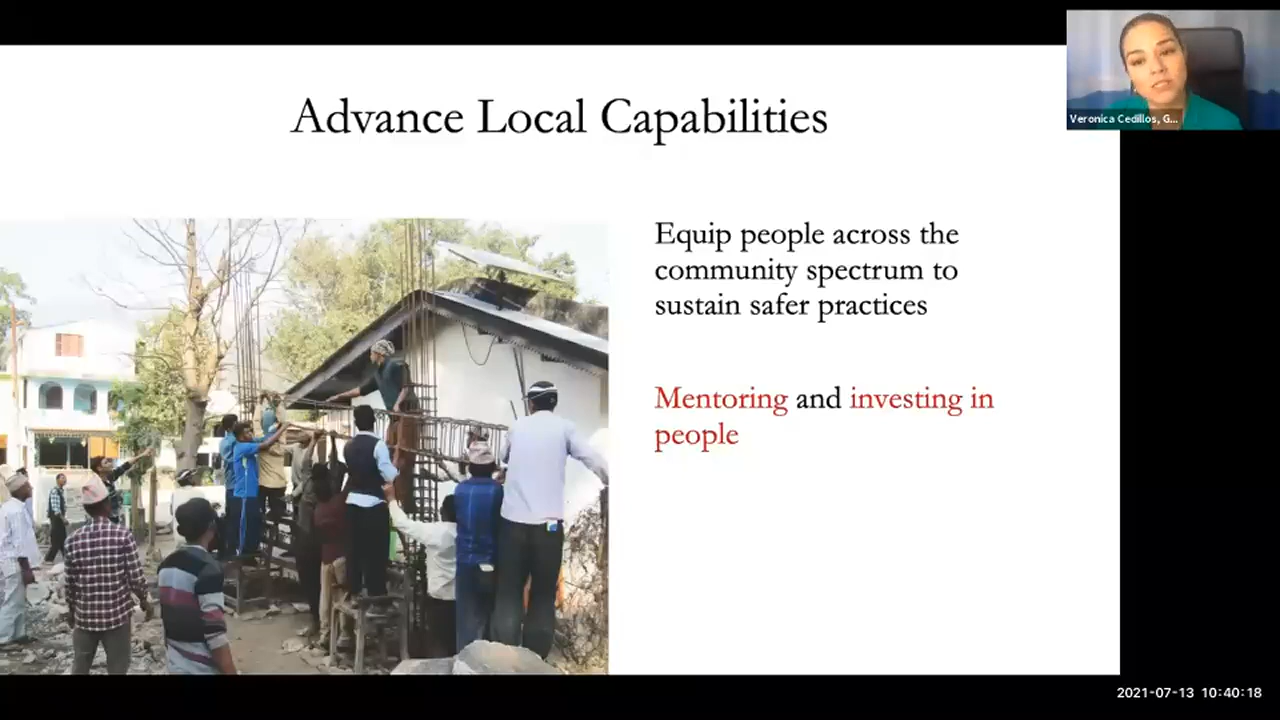 Advance Local Capabilities
Veronica Cedillos, G...
Equip people across the
community spectrum to
sustain safer practices
Mentoring and investing in
people
2021-07-13 10:40:18